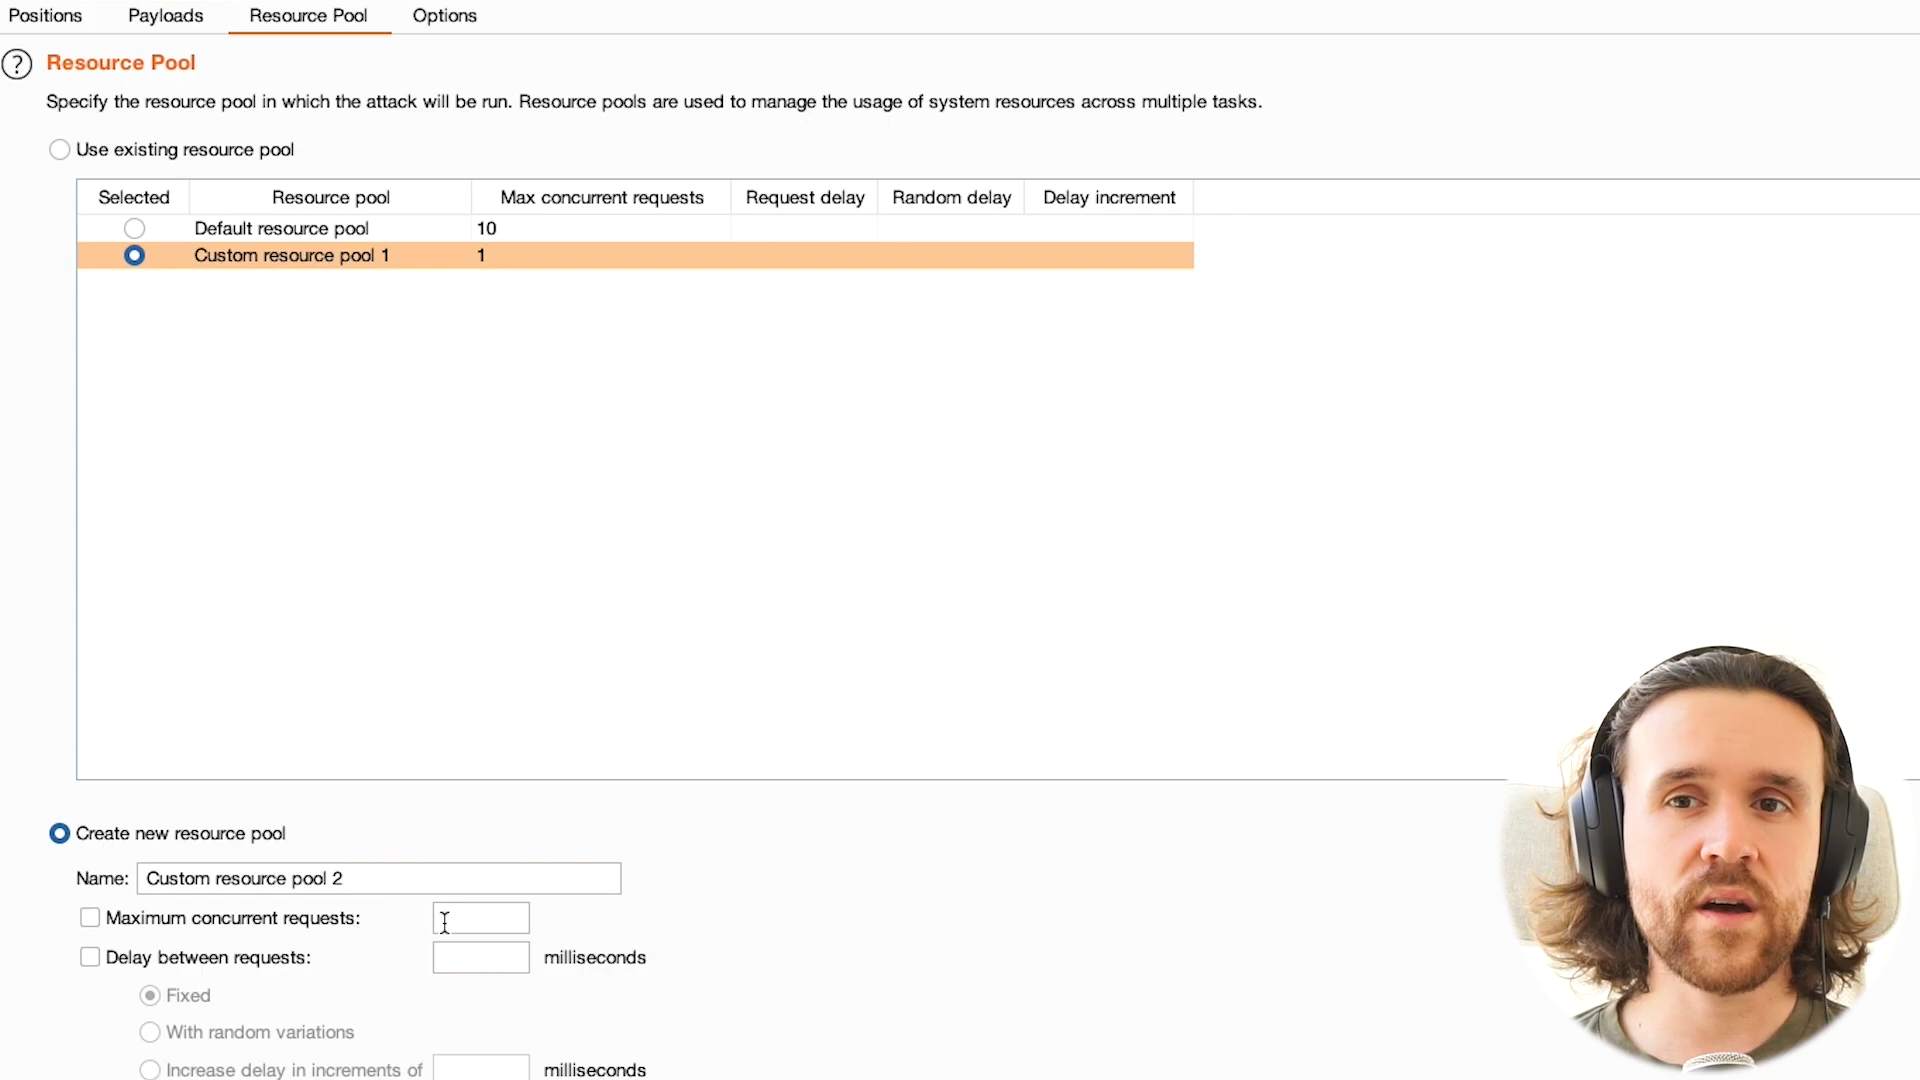 Positions Payloads Resource Pool Options
? Resource Pool
Specify the resource pool in which the attack will be run. Resource pools are used to manage the usage of system resources across multiple tasks.
Use existing resource pool
Selected Resource pool Max concurrent requests Request delay Random delay Delay increment
Default resource pool 10
Custom resource pool 1 1
Create new resource pool
Name: Custom resource pool 2
Maximum concurrent requests:
Delay between requests: milliseconds
Fixed
With random variations
Increase delay in increments of milliseconds